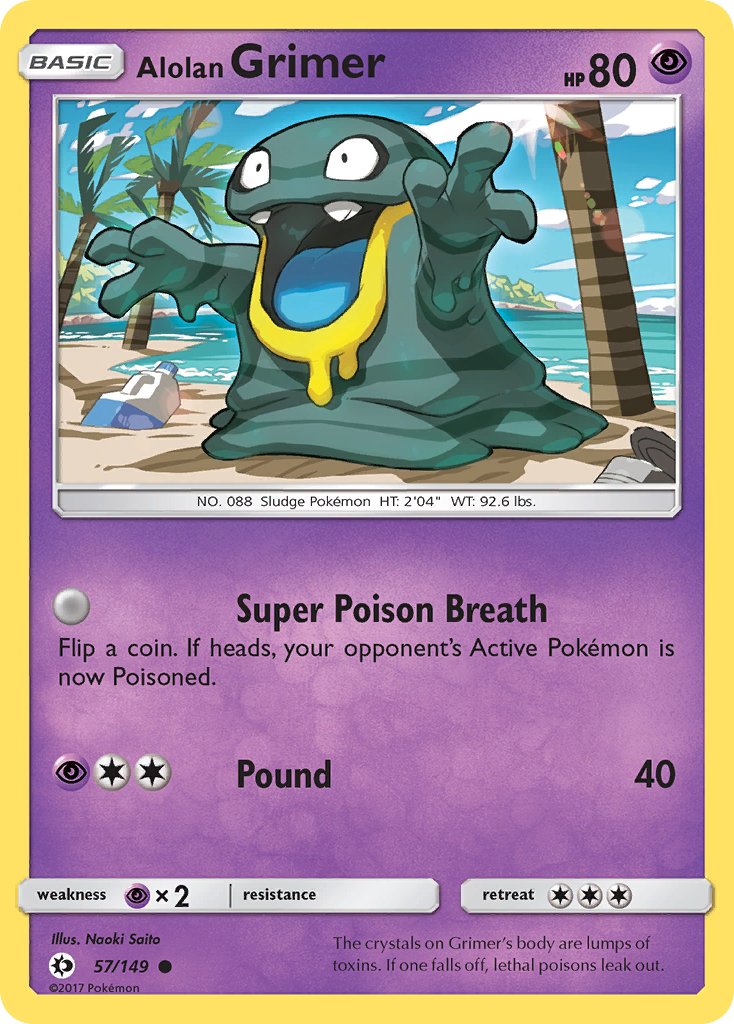 BASIC
Alolan Grimer
HP 80
NO. 088 Sludge Pokémon HT: 2'04" WT: 92.6 lbs.
Super Poison Breath
Flip a coin. If heads, your opponent's Active Pokémon is
now Poisoned.
Pound 40
weakness × 2 resistance retreat
Illus. Naoki Saito
57/149
©2017 Pokémon
The crystals on Grimer's body are lumps of
toxins. If one falls off, lethal poisons leak out.